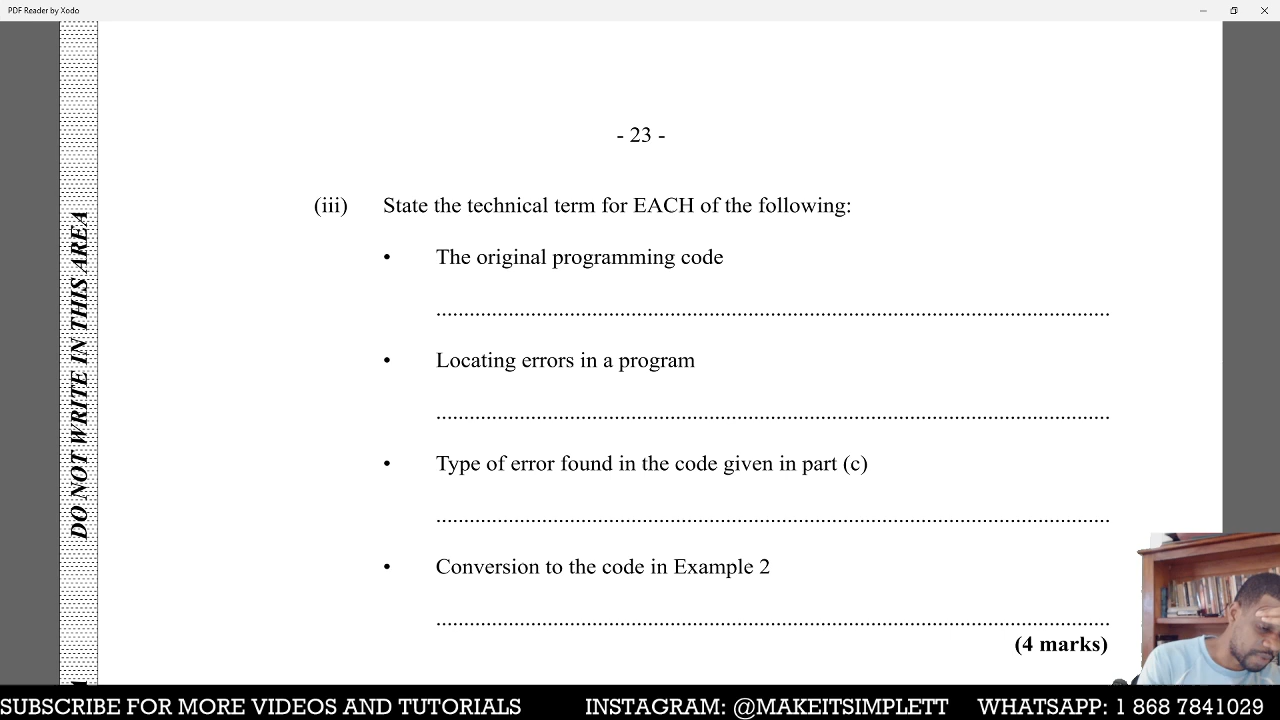 PDF Reader by Xodo
- 23 -
(iii) State the technical term for EACH of the following:
• The original programming code
• Locating errors in a program
• Type of error found in the code given in part (c)
• Conversion to the code in Example 2
(4 marks)
DO NOT WRITE IN THIS AREA
SUBSCRIBE FOR MORE VIDEOS AND TUTORIALS INSTAGRAM: @MAKEITSIMPLETT WHATSAPP: 1 868 7841029